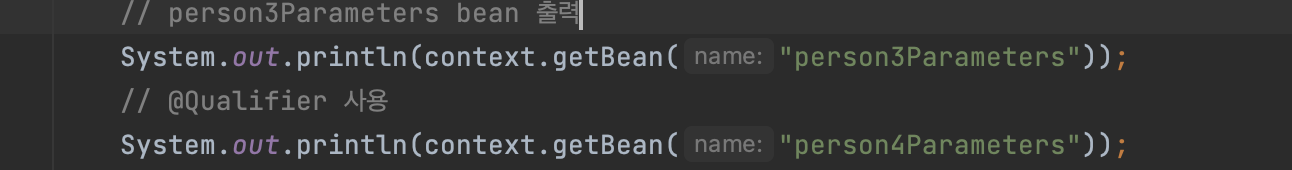 // person3Parameters bean 출력
System.out.println(context.getBean( name: "person3Parameters"));
// @Qualifier 사용
System.out.println(context.getBean( name: "person4Parameters"));